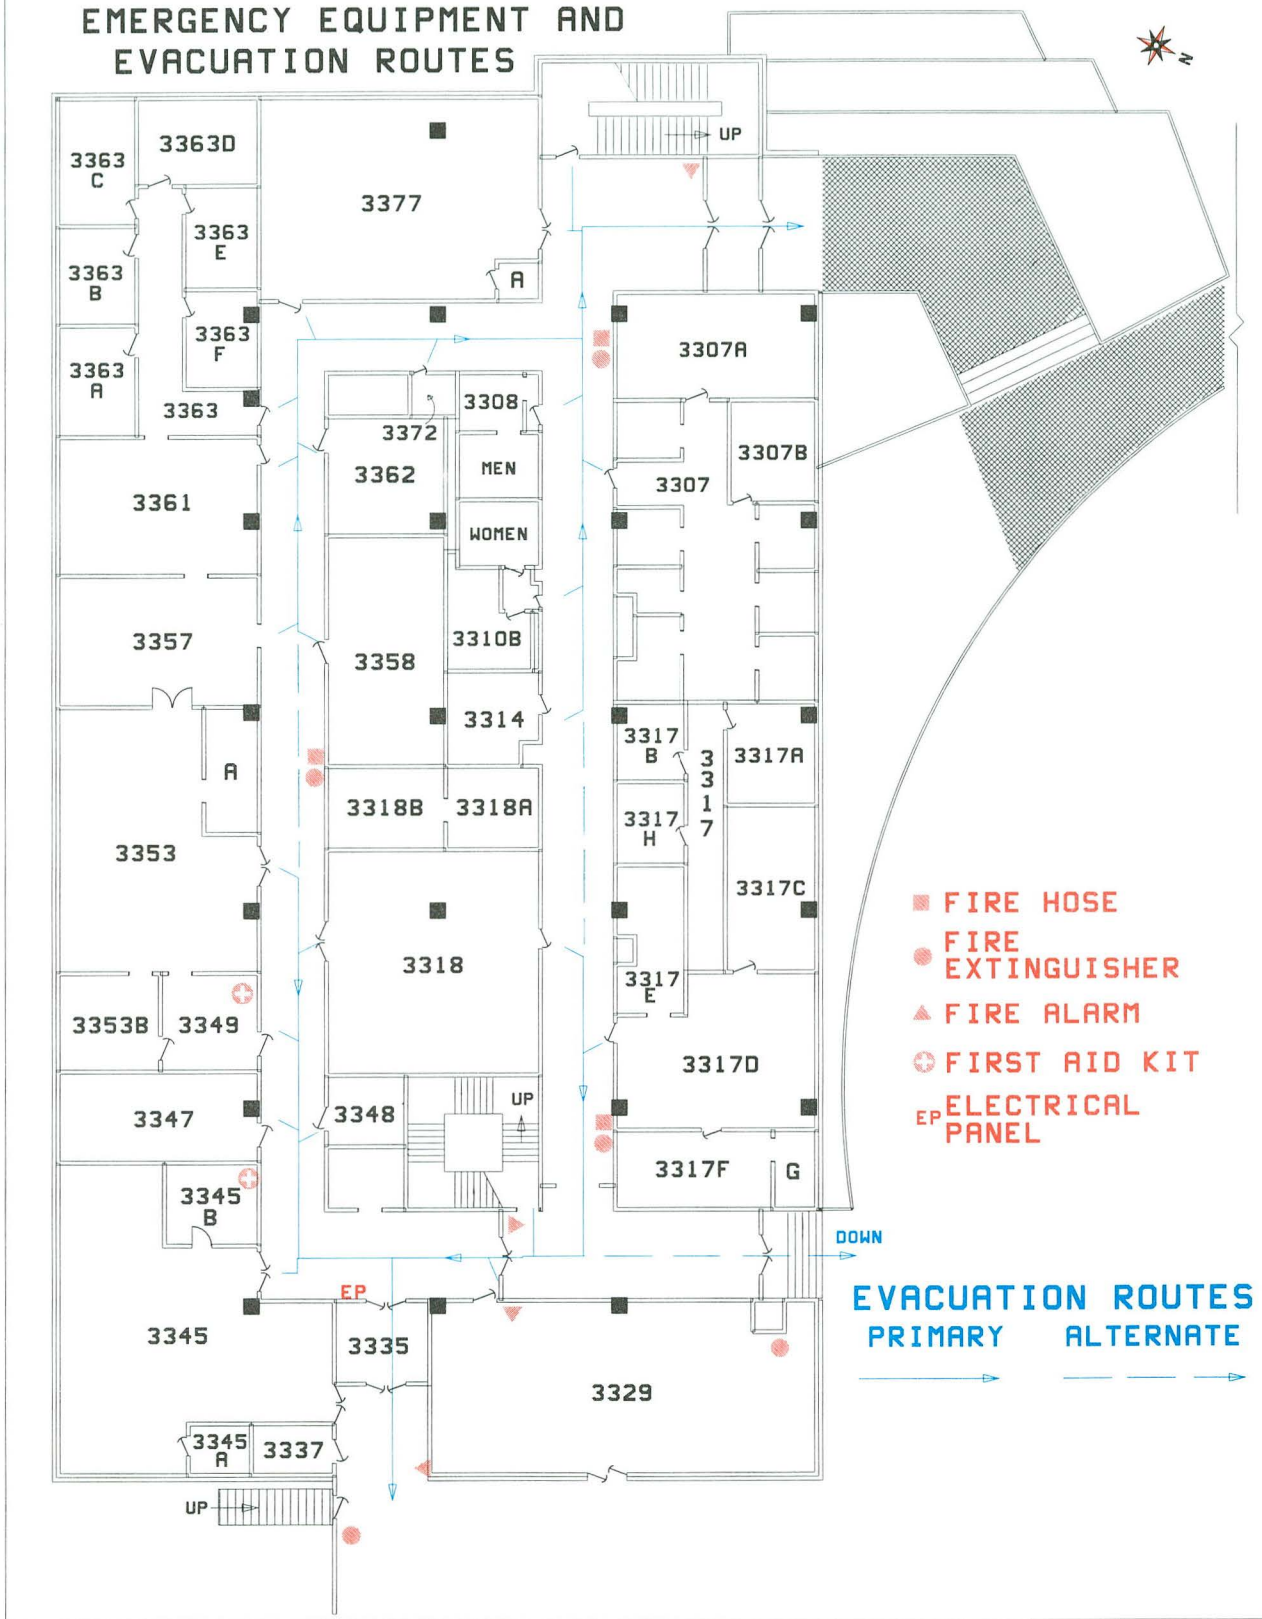 EMERGENCY EQUIPMENT AND
EVACUATION ROUTES
N
UP
3363
C
3363D
3377
3363
E
3363
B
A
3363
F
3363
A
3363
3307A
3308
3372
3362
MEN
3307B
3307
3361
WOMEN
3357
3358
3310B
3314
3317
B
3
3
1
7
3317A
A
3318B
3318A
3317
H
3353
3317C
3318
3317
E
3353B
3349
3317D
3347
3348
UP
3317F
G
3345
B
FIRE HOSE
FIRE
EXTINGUISHER
FIRE ALARM
FIRST AID KIT
EP ELECTRICAL
PANEL
DOWN
EP
EVACUATION ROUTES
PRIMARY ALTERNATE
3345
3335
3329
3345
A
3337
UP